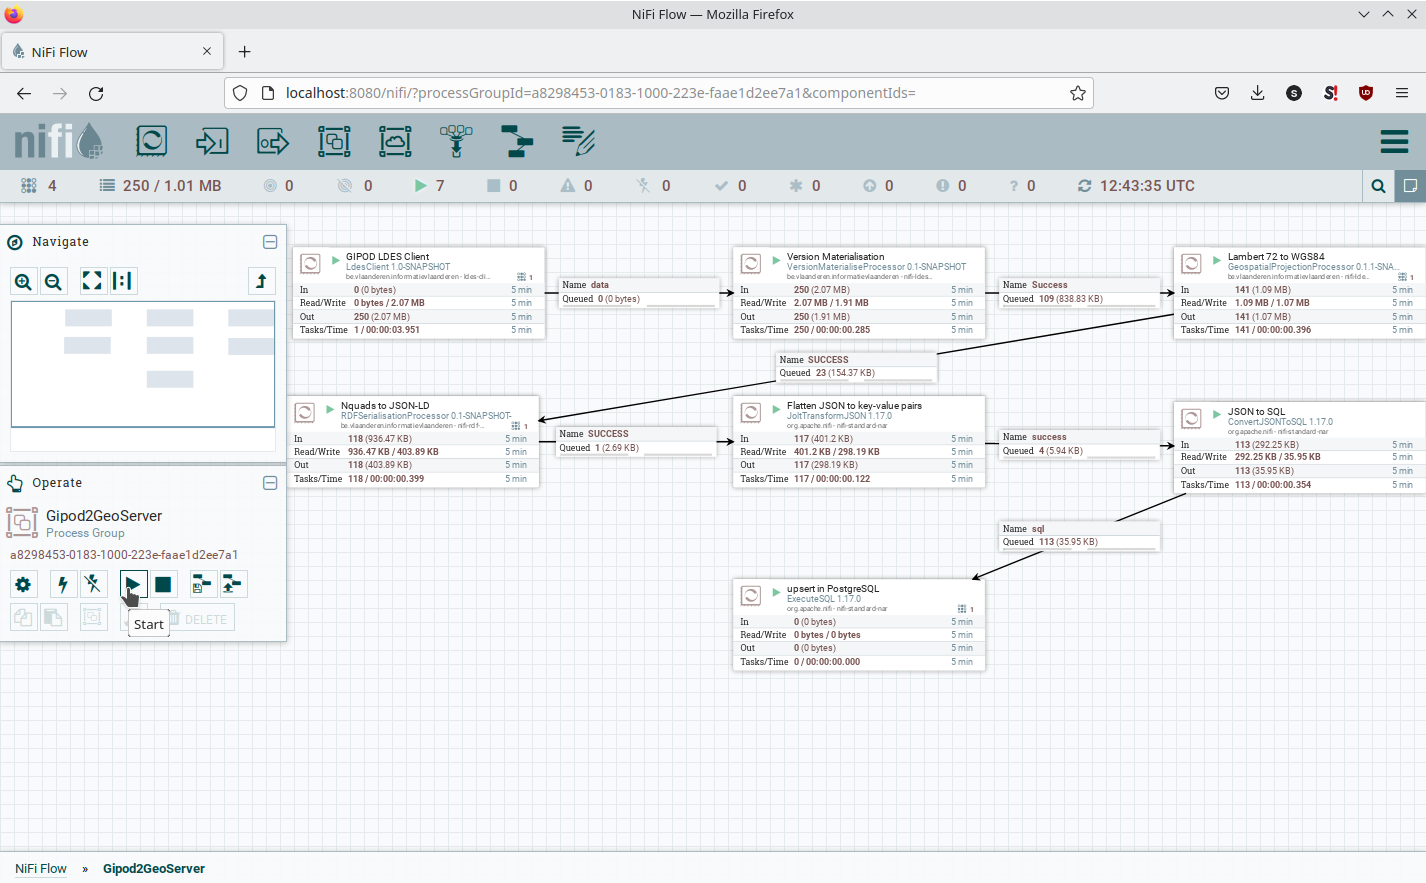 NiFi Flow — Mozilla Firefox
NiFi Flow
localhost:8080/nifi/?processGroupId=a8298453-0183-1000-223e-faae1d2ee7a1&componentIds=
nifi
4 250 / 1.01 MB 0 0 7 0 0 0 0 0 0 0 ? 0 12:43:35 UTC
Navigate
Operate
Gipod2GeoServer
Process Group
a8298453-0183-1000-223e-faae1d2ee7a1
DELETE
Start
GIPOD LDES Client
LdesClient 1.0-SNAPSHOT
be.vlaanderen.informatievlaanderen - ldes-di...
1
In 0 (0 bytes) 5 min
Read/Write 0 bytes / 2.07 MB 5 min
Out 250 (2.07 MB) 5 min
Tasks/Time 1 / 00:00:03.951 5 min
Name data
Queued 0 (0 bytes)
Version Materialisation
VersionMaterialiseProcessor 0.1-SNAPSHOT
be.vlaanderen.informatievlaanderen - nifi-ldes...
In 250 (2.07 MB) 5 min
Read/Write 2.07 MB / 1.91 MB 5 min
Out 250 (1.91 MB) 5 min
Tasks/Time 250 / 00:00:00.285 5 min
Name Success
Queued 109 (838.83 KB)
Lambert 72 to WGS84
GeospatialProjectionProcessor 0.1.1-SNA...
be.vlaanderen.informatievlaanderen - nifi-lde...
1
In 141 (1.09 MB) 5 min
Read/Write 1.09 MB / 1.07 MB 5 min
Out 141 (1.07 MB) 5 min
Tasks/Time 141 / 00:00:00.396 5 min
Name SUCCESS
Queued 23 (154.37 KB)
Nquads to JSON-LD
RDFSerialisationProcessor 0.1-SNAPSHOT-
be.vlaanderen.informatievlaanderen - nifi-rdf-...
1
In 118 (936.47 KB) 5 min
Read/Write 936.47 KB / 403.89 KB 5 min
Out 118 (403.89 KB) 5 min
Tasks/Time 118 / 00:00:00.399 5 min
Name SUCCESS
Queued 1 (2.69 KB)
Flatten JSON to key-value pairs
JoltTransformJSON 1.17.0
org.apache.nifi - nifi-standard-nar
In 117 (401.2 KB) 5 min
Read/Write 401.2 KB / 298.19 KB 5 min
Out 117 (298.19 KB) 5 min
Tasks/Time 117 / 00:00:00.122 5 min
Name success
Queued 4 (5.94 KB)
JSON to SQL
ConvertJSONToSQL 1.17.0
org.apache.nifi - nifi-standard-nar
In 113 (292.25 KB) 5 min
Read/Write 292.25 KB / 35.95 KB 5 min
Out 113 (35.95 KB) 5 min
Tasks/Time 113 / 00:00:00.354 5 min
Name sql
Queued 113 (35.95 KB)
upsert in PostgreSQL
ExecuteSQL 1.17.0
org.apache.nifi - nifi-standard-nar
1
In 0 (0 bytes) 5 min
Read/Write 0 bytes / 0 bytes 5 min
Out 0 (0 bytes) 5 min
Tasks/Time 0 / 00:00:00.000 5 min
NiFi Flow » Gipod2GeoServer